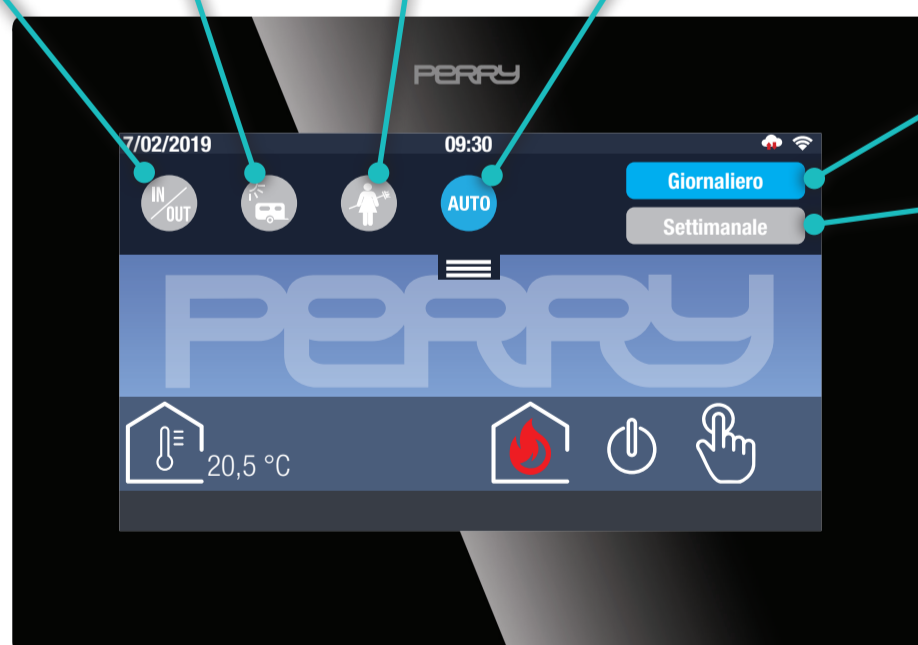 PERRY
7/02/2019 09:30
IN/OUT AUTO Giornaliero
Settimanale
PERRY
20,5 °C